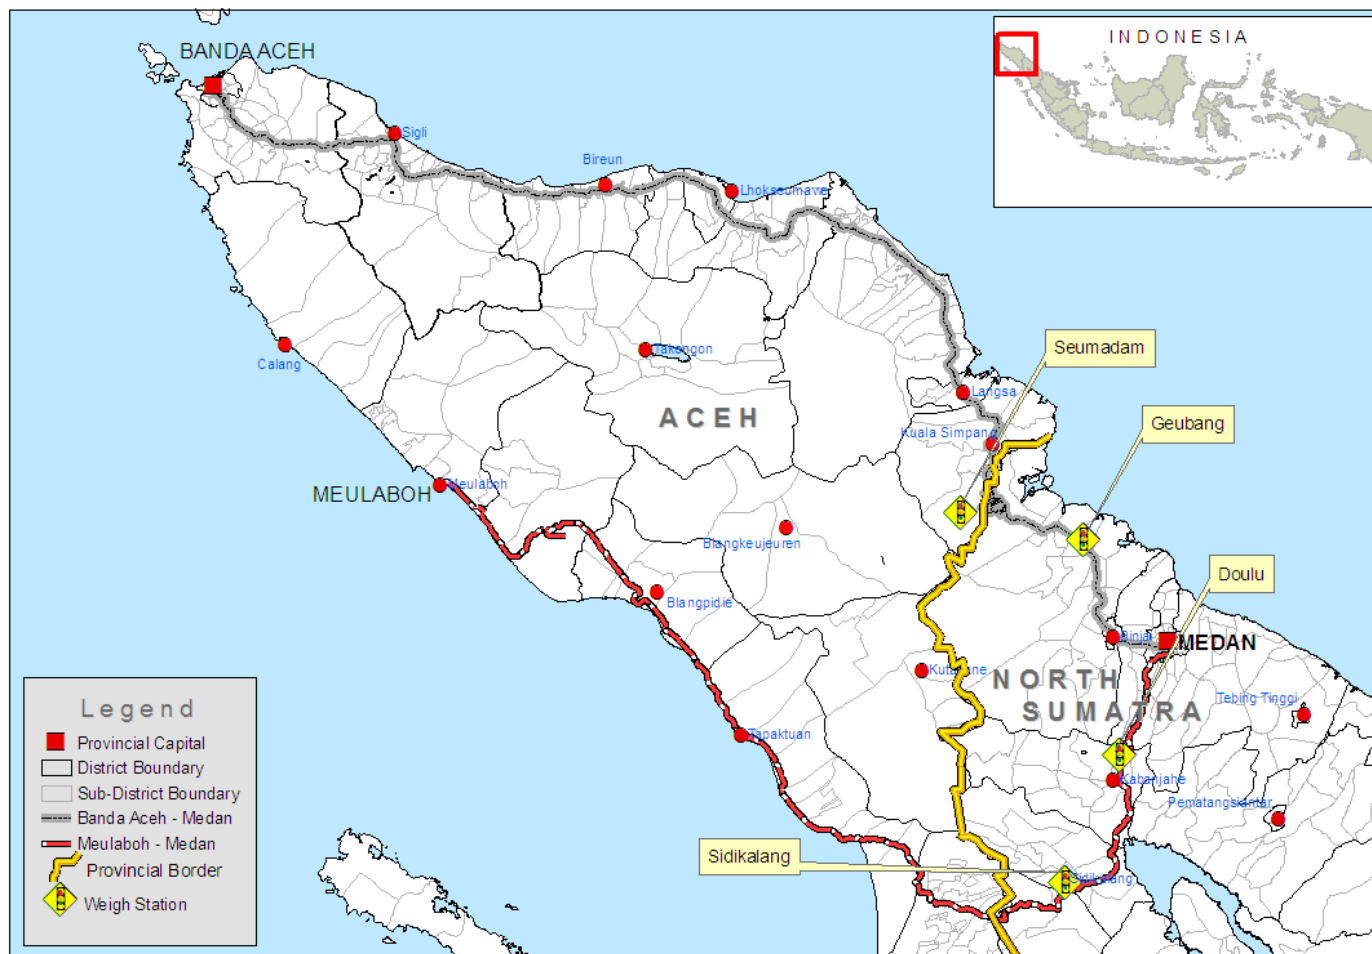 BANDA ACEH
INDONESIA
Sigli
Bireun
Lhokseumawe
Seumadam
Calang
Takengon
Langsa
ACEH
Geubang
Kuala Simpang
MEULABOH
Meulaboh
Blangkeujeuren
Doulu
Blangpidie
Binjai
MEDAN
Kutacane
NORTH
SUMATRA
Tebing Tinggi
Tapaktuan
Kabanjahe
Pematangsiantar
Sidikalang
Sidikalang
Legend
Provincial Capital
District Boundary
Sub-District Boundary
Banda Aceh - Medan
Meulaboh - Medan
Provincial Border
Weigh Station